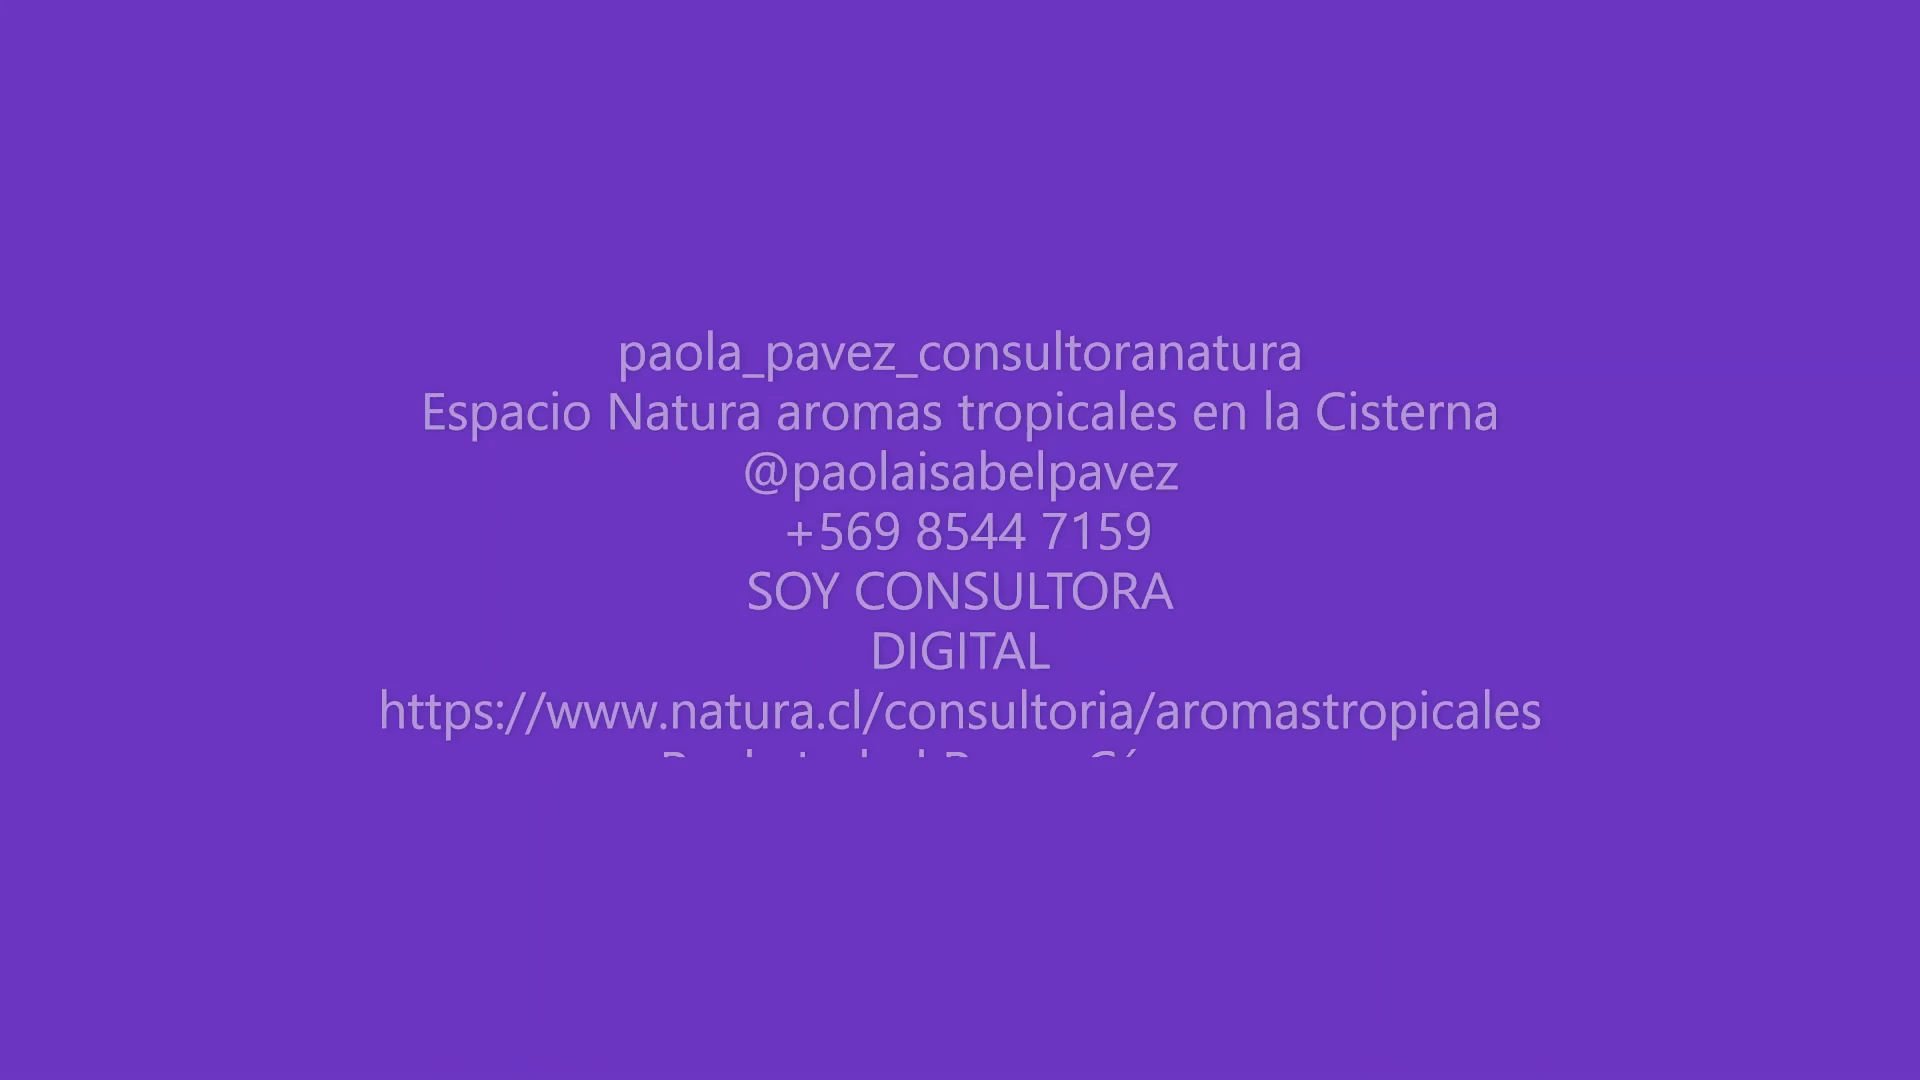 paola_pavez_consultoranatura
Espacio Natura aromas tropicales en la Cisterna
@paolaisabelpavez
+569 8544 7159
SOY CONSULTORA
DIGITAL
https://www.natura.cl/consultoria/aromastropicales